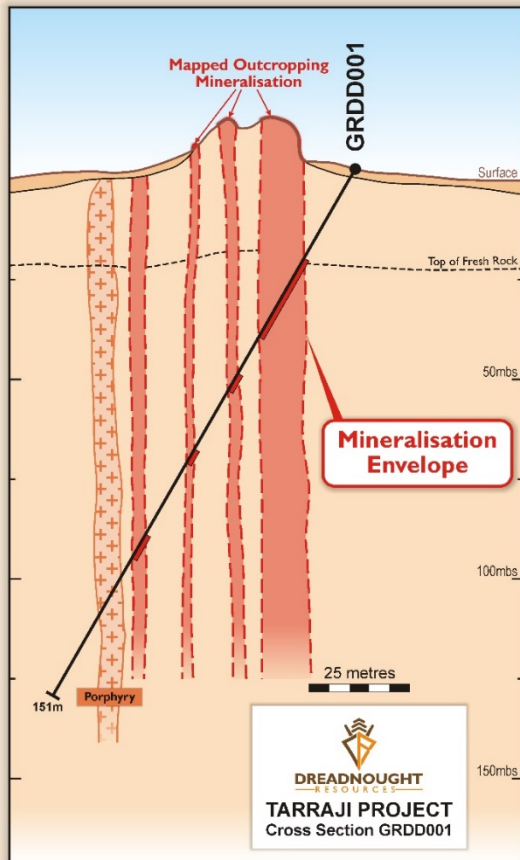 Mapped Outcropping
Mineralisation
GRDD001
Surface
Top of Fresh Rock
50mbs
Mineralisation
Envelope
100mbs
25 metres
Porphyry
151m
DREADNOUGHT
RESOURCES
TARRAJI PROJECT
Cross Section GRDD001
150mbs